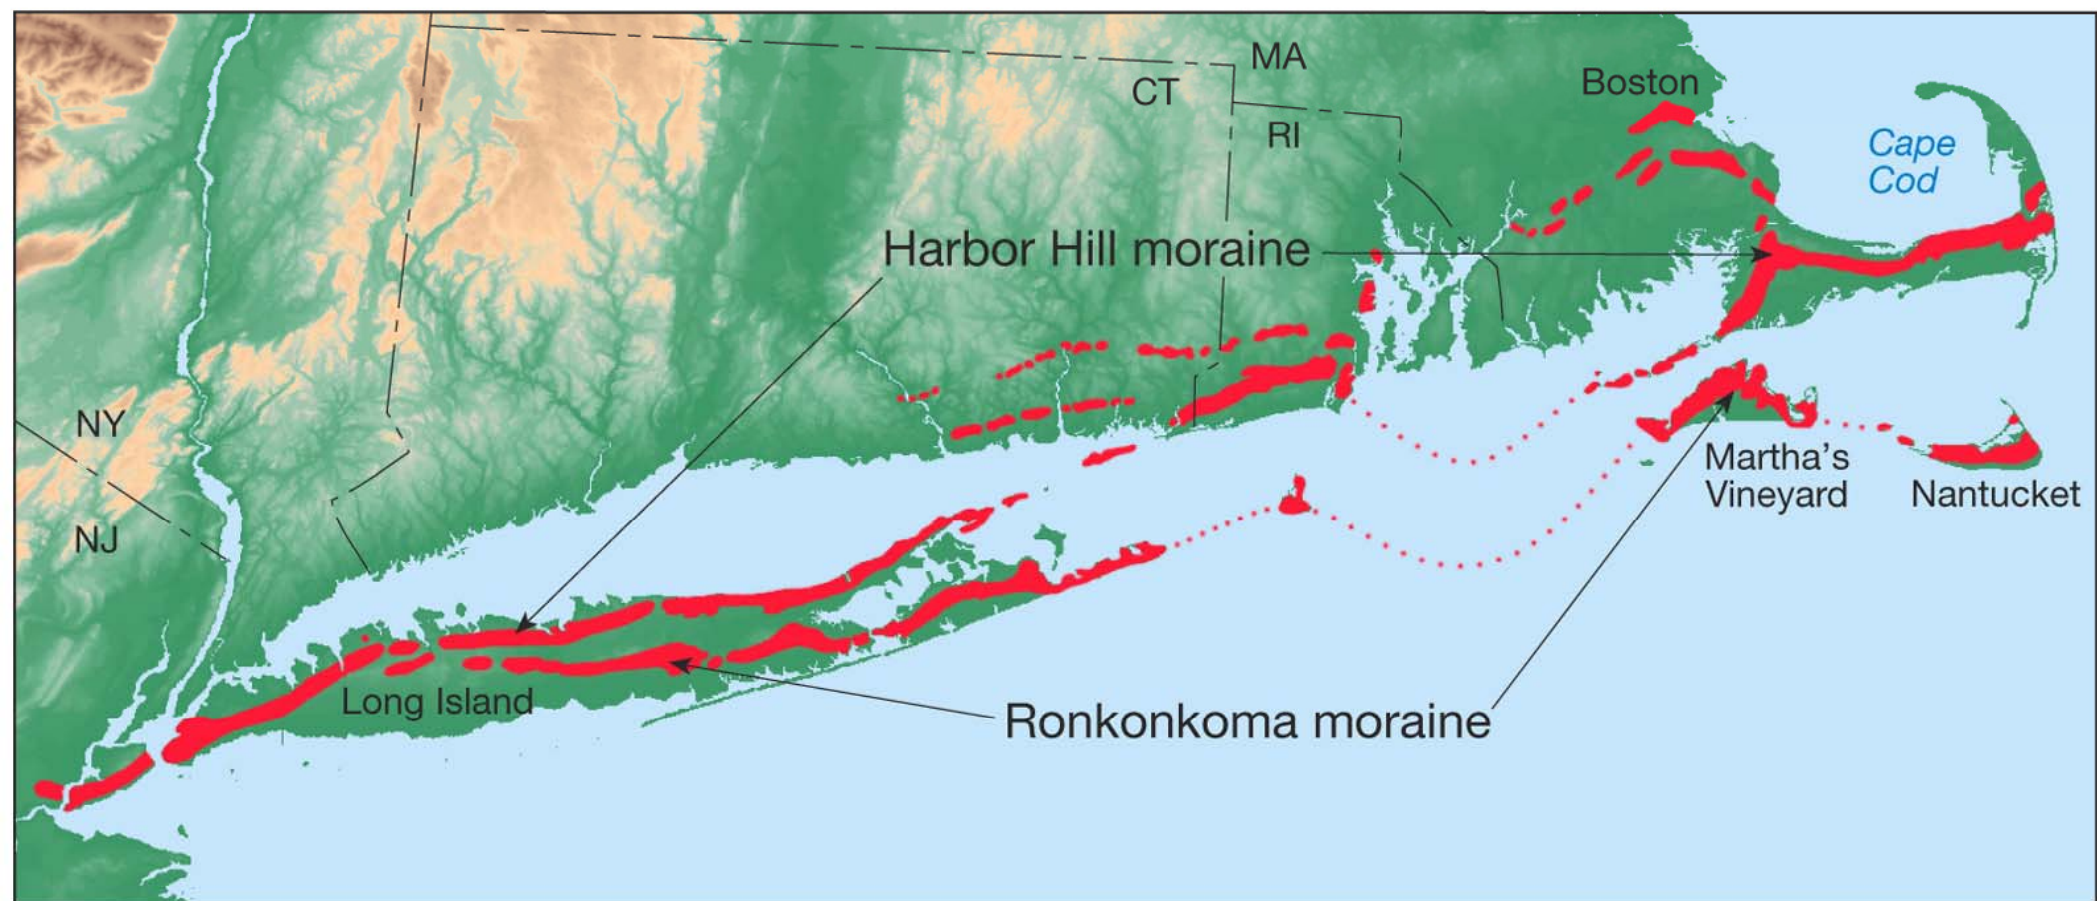 MA
CT
RI
Boston
Cape
Cod
Harbor Hill moraine
NY
NJ
Martha's
Vineyard
Nantucket
Long Island
Ronkonkoma moraine